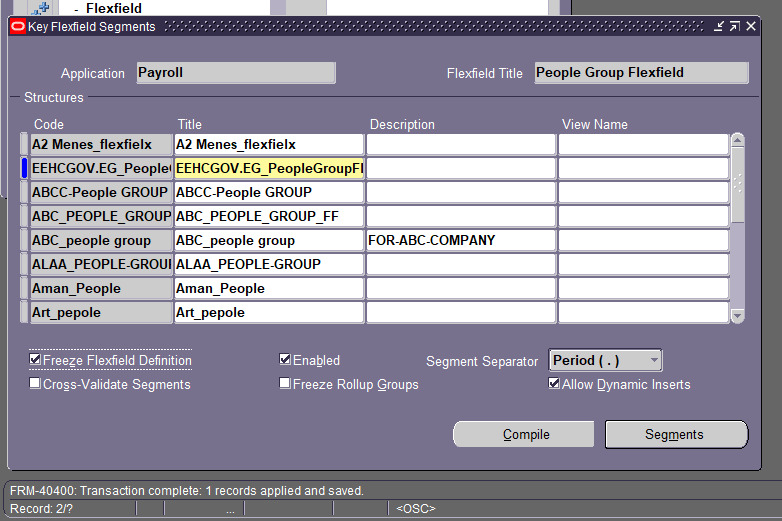 - Flexfield
Key Flexfield Segments
Application Payroll Flexfield Title People Group Flexfield
Structures
Code Title Description View Name
A2 Menes_flexfielx A2 Menes_flexfielx
EEHCGOV.EG_People EEHCGOV.EG_PeopleGroupFl
ABCC-People GROUP ABCC-People GROUP
ABC_PEOPLE_GROUP ABC_PEOPLE_GROUP_FF
ABC_people group ABC_people group FOR-ABC-COMPANY
ALAA_PEOPLE-GROUP ALAA_PEOPLE-GROUP
Aman_People Aman_People
Art_pepole Art_pepole
Freeze Flexfield Definition Enabled Segment Separator Period ( . )
Cross-Validate Segments Freeze Rollup Groups Allow Dynamic Inserts
Compile Segments
FRM-40400: Transaction complete: 1 records applied and saved.
Record: 2/? ... <OSC>